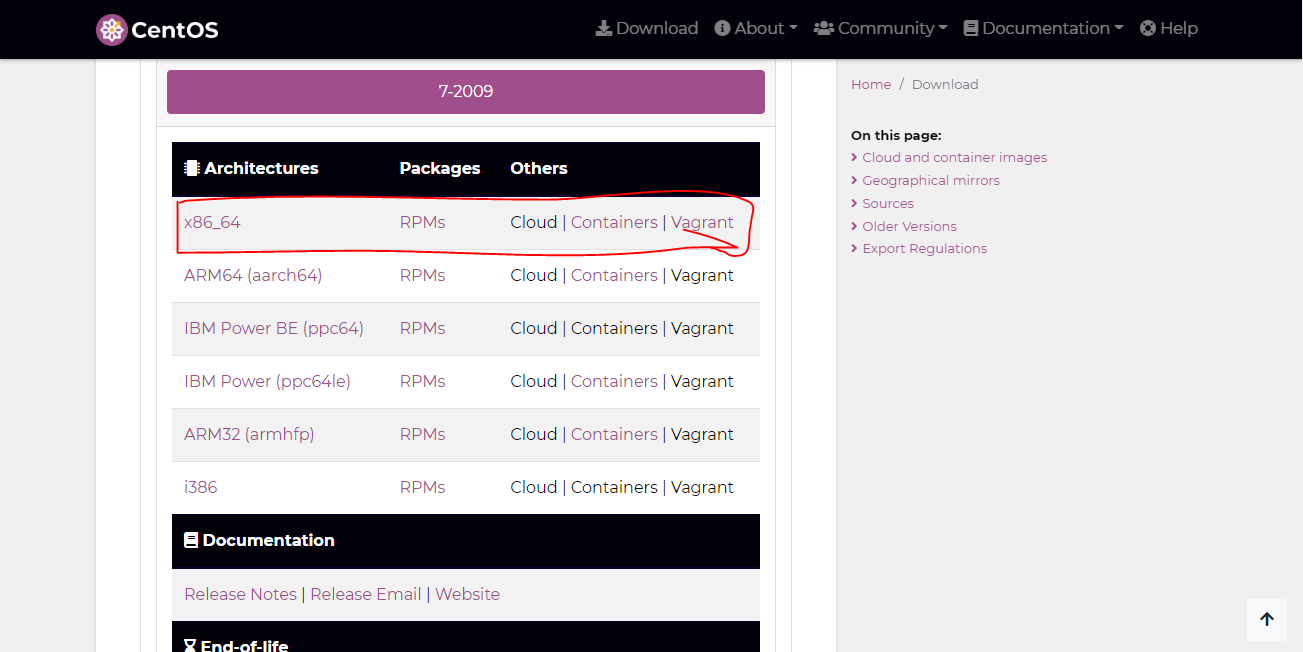 CentOS Download About Community Documentation Help
7-2009
Architectures Packages Others
x86_64 RPMs Cloud | Containers | Vagrant
ARM64 (aarch64) RPMs Cloud | Containers | Vagrant
IBM Power BE (ppc64) RPMs Cloud | Containers | Vagrant
IBM Power (ppc64le) RPMs Cloud | Containers | Vagrant
ARM32 (armhfp) RPMs Cloud | Containers | Vagrant
i386 RPMs Cloud | Containers | Vagrant
Documentation
Release Notes | Release Email | Website
End-of-life
Home / Download
On this page:
Cloud and container images
Geographical mirrors
Sources
Older Versions
Export Regulations